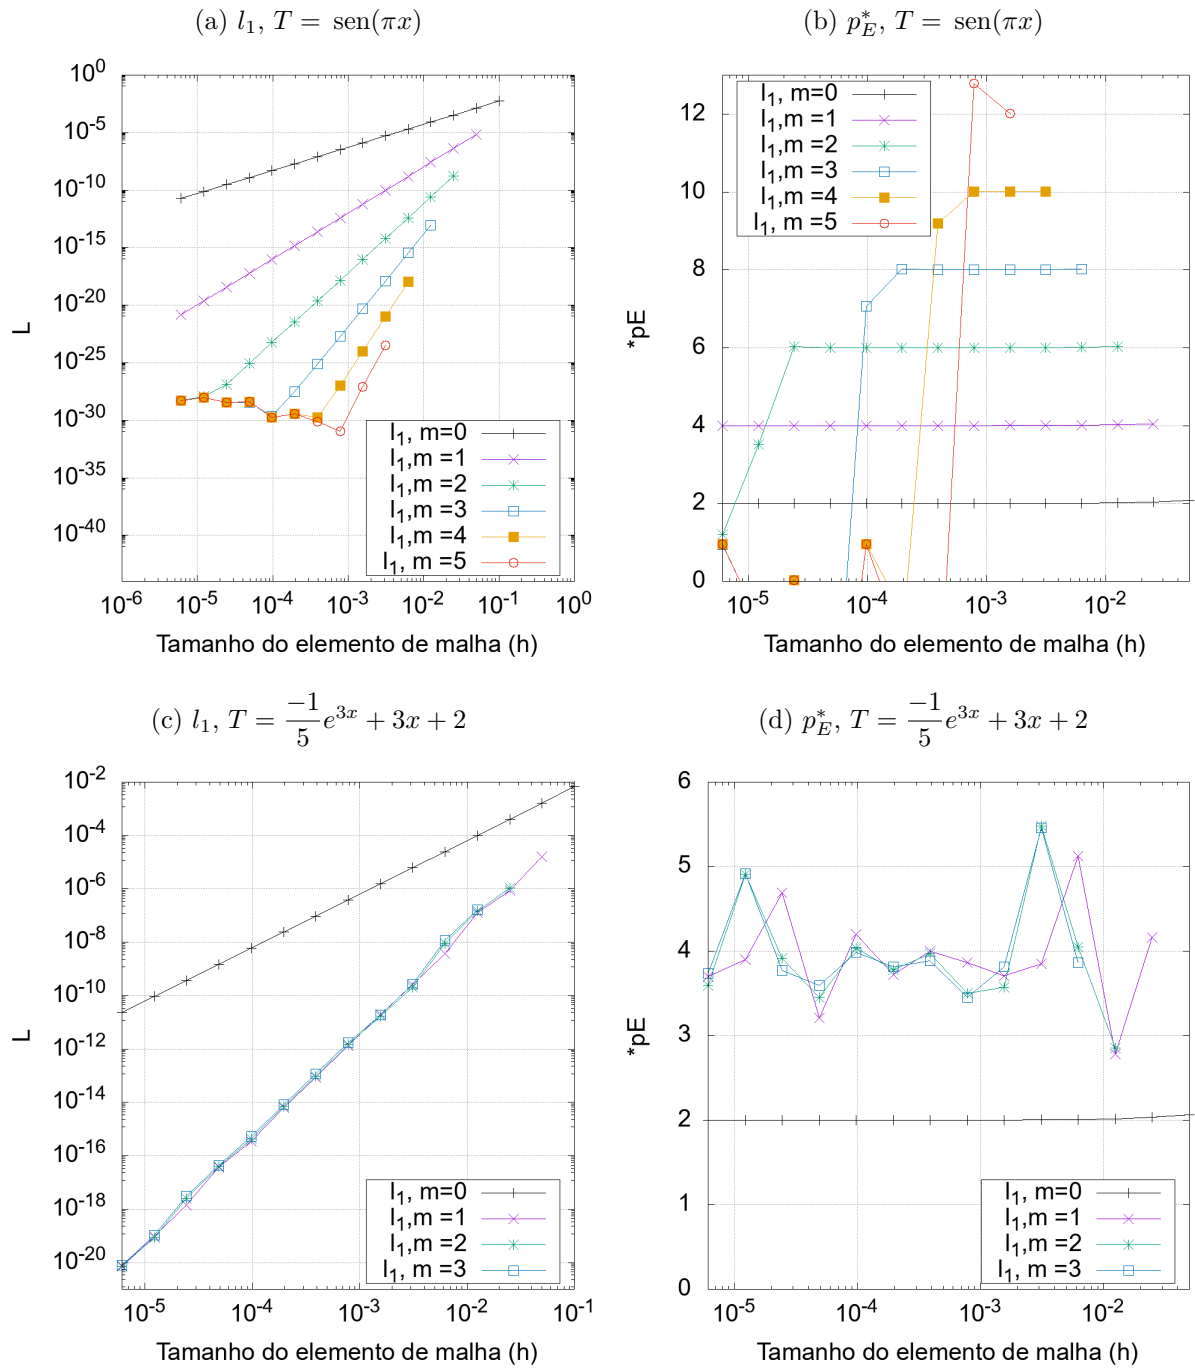 (a) l₁, T = sen(πx)
10⁰
10⁻⁵
10⁻¹⁰
10⁻¹⁵
10⁻²⁰
10⁻²⁵
10⁻³⁰
10⁻³⁵
10⁻⁴⁰
L
l₁, m=0
l₁,m =1
l₁,m =2
l₁, m =3
l₁, m =4
l₁, m =5
10⁻⁶ 10⁻⁵ 10⁻⁴ 10⁻³ 10⁻² 10⁻¹ 10⁰
Tamanho do elemento de malha (h)
(b) p*_E, T = sen(πx)
12
10
8
6
4
2
0
*pE
l₁, m=0
l₁,m =1
l₁,m =2
l₁, m =3
l₁, m =4
l₁, m =5
10⁻⁵ 10⁻⁴ 10⁻³ 10⁻²
Tamanho do elemento de malha (h)
(c) l₁, T = −1/5 e³ˣ + 3x + 2
10⁻²
10⁻⁴
10⁻⁶
10⁻⁸
10⁻¹⁰
10⁻¹²
10⁻¹⁴
10⁻¹⁶
10⁻¹⁸
10⁻²⁰
L
l₁, m=0
l₁,m =1
l₁,m =2
l₁, m =3
10⁻⁵ 10⁻⁴ 10⁻³ 10⁻² 10⁻¹
Tamanho do elemento de malha (h)
(d) p*_E, T = −1/5 e³ˣ + 3x + 2
6
5
4
3
2
1
0
*pE
l₁, m=0
l₁,m =1
l₁,m =2
l₁, m =3
10⁻⁵ 10⁻⁴ 10⁻³ 10⁻²
Tamanho do elemento de malha (h)